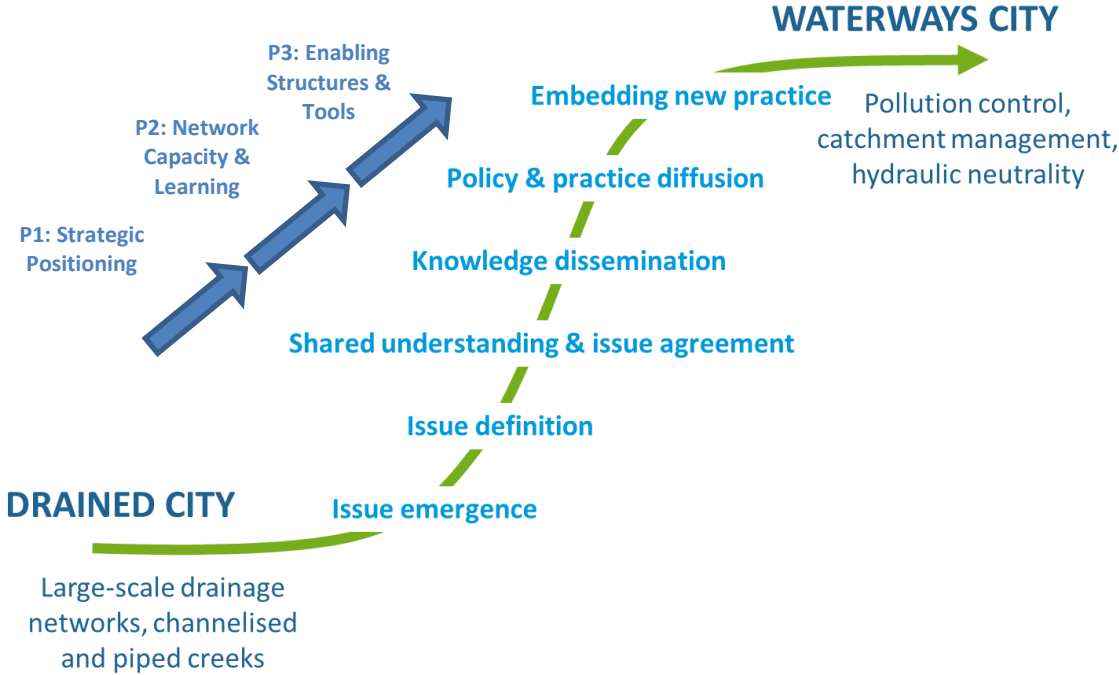 WATERWAYS CITY
P3: Enabling
Structures &
Tools
Embedding new practice
Pollution control,
catchment management,
hydraulic neutrality
P2: Network
Capacity &
Learning
Policy & practice diffusion
P1: Strategic
Positioning
Knowledge dissemination
Shared understanding & issue agreement
Issue definition
DRAINED CITY
Issue emergence
Large-scale drainage
networks, channelised
and piped creeks